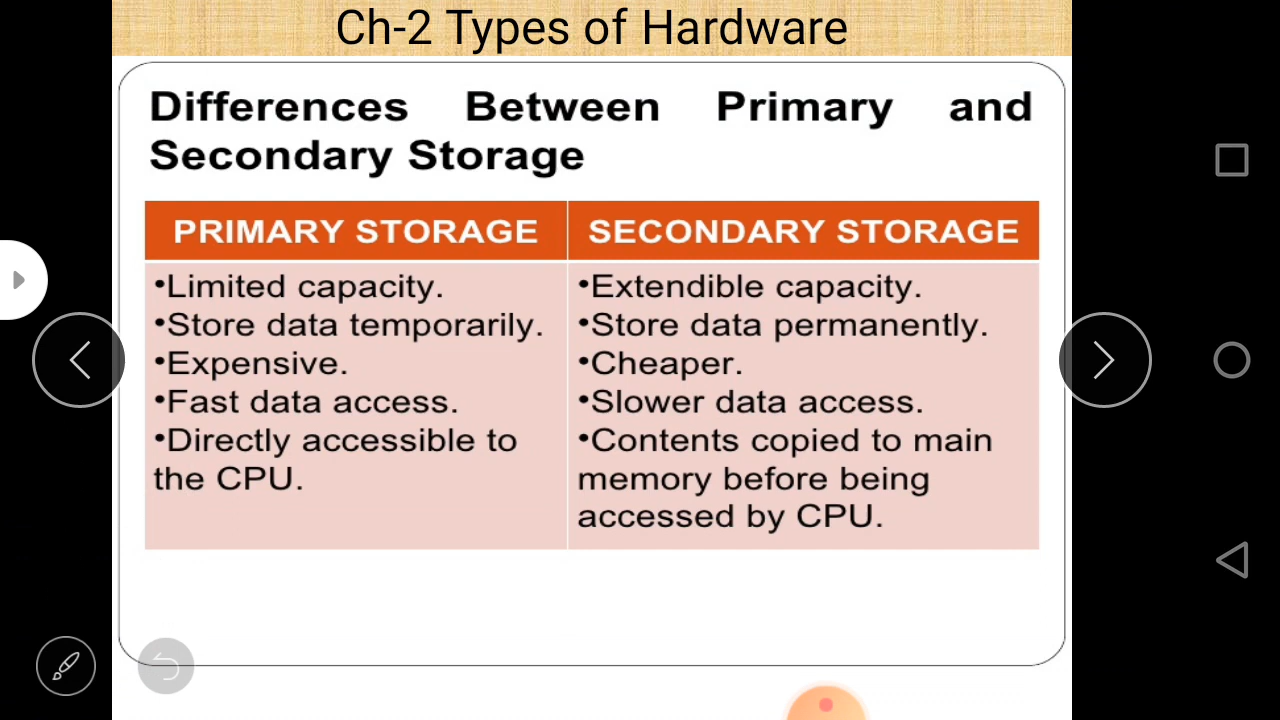 Ch-2 Types of Hardware
Differences Between Primary and
Secondary Storage
PRIMARY STORAGE
•Limited capacity.
•Store data temporarily.
•Expensive.
•Fast data access.
•Directly accessible to
the CPU.
SECONDARY STORAGE
•Extendible capacity.
•Store data permanently.
•Cheaper.
•Slower data access.
•Contents copied to main
memory before being
accessed by CPU.